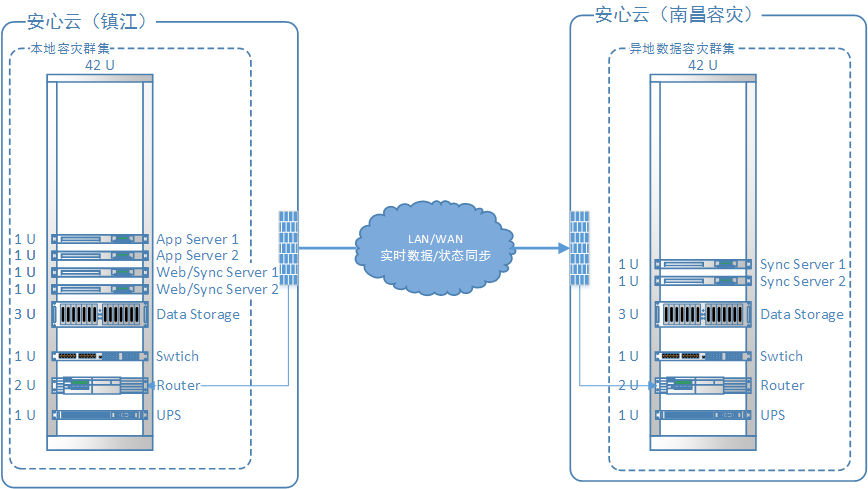 安心云（镇江）
本地容灾群集
42 U
1 U App Server 1
1 U App Server 2
1 U Web/Sync Server 1
1 U Web/Sync Server 2
3 U Data Storage
1 U Swtich
2 U Router
1 U UPS
LAN/WAN
实时数据/状态同步
安心云（南昌容灾）
异地数据容灾群集
42 U
1 U Sync Server 1
1 U Sync Server 2
3 U Data Storage
1 U Swtich
2 U Router
1 U UPS